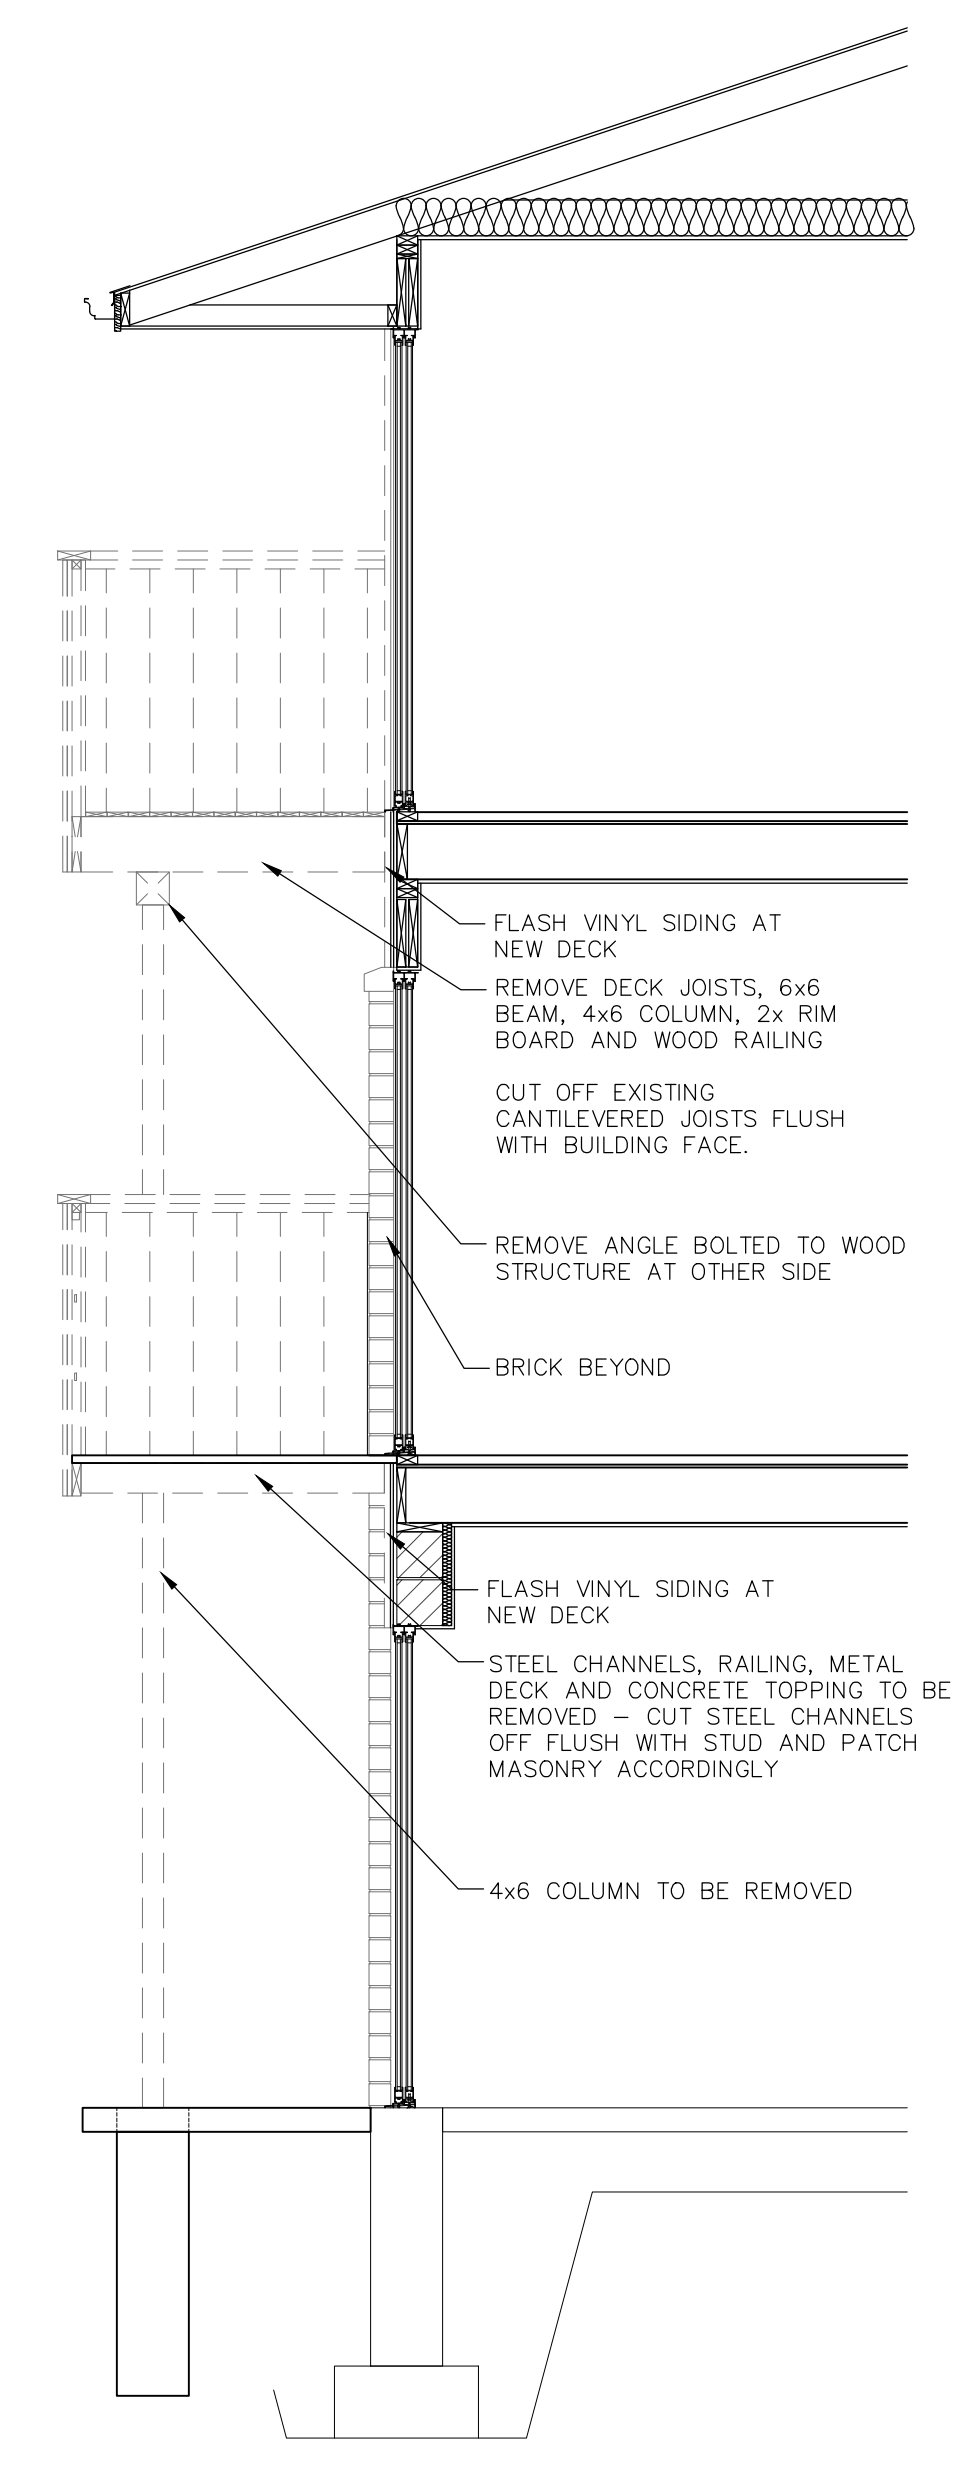 FLASH VINYL SIDING AT
NEW DECK
REMOVE DECK JOISTS, 6x6
BEAM, 4x6 COLUMN, 2x RIM
BOARD AND WOOD RAILING
CUT OFF EXISTING
CANTILEVERED JOISTS FLUSH
WITH BUILDING FACE.
REMOVE ANGLE BOLTED TO WOOD
STRUCTURE AT OTHER SIDE
BRICK BEYOND
FLASH VINYL SIDING AT
NEW DECK
STEEL CHANNELS, RAILING, METAL
DECK AND CONCRETE TOPPING TO BE
REMOVED – CUT STEEL CHANNELS
OFF FLUSH WITH STUD AND PATCH
MASONRY ACCORDINGLY
4x6 COLUMN TO BE REMOVED